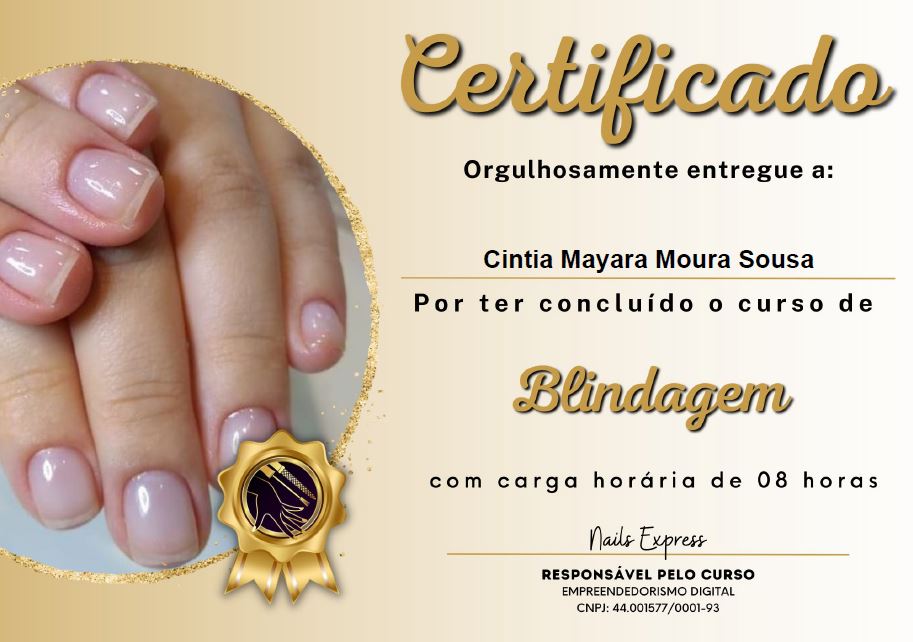 Certificado
Orgulhosamente entregue a:
Cintia Mayara Moura Sousa
Por ter concluído o curso de
Blindagem
com carga horária de 08 horas
Nails Express
RESPONSÁVEL PELO CURSO
EMPREENDEDORISMO DIGITAL
CNPJ: 44.001577/0001-93